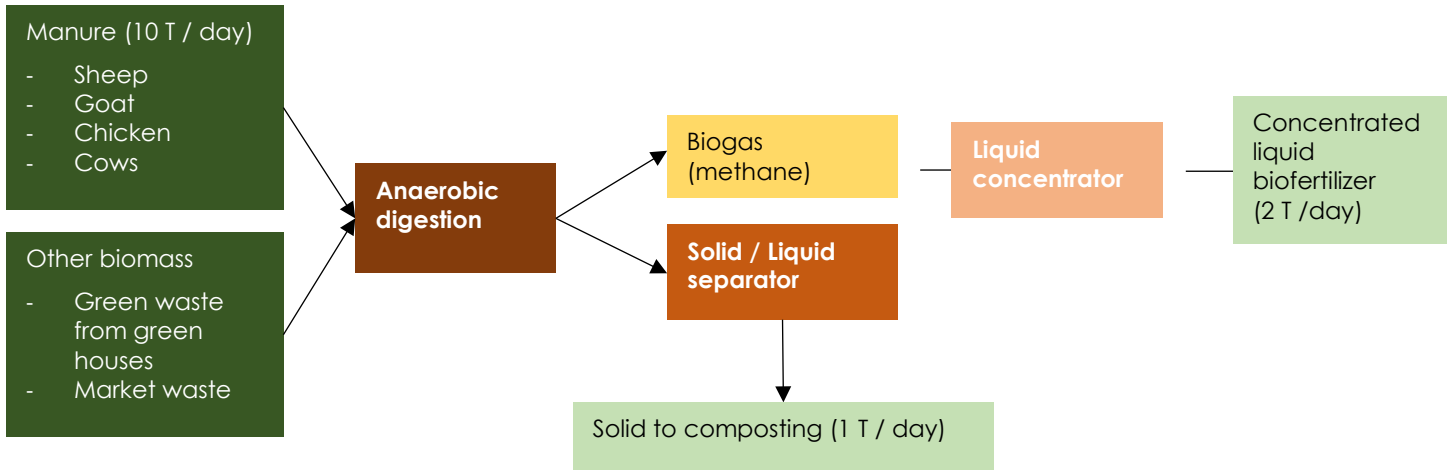 Manure (10 T / day)
- Sheep
- Goat
- Chicken
- Cows
Other biomass
- Green waste
from green
houses
- Market waste
Anaerobic
digestion
Biogas
(methane)
Solid / Liquid
separator
Solid to composting (1 T / day)
Liquid
concentrator
Concentrated
liquid
biofertilizer
(2 T /day)